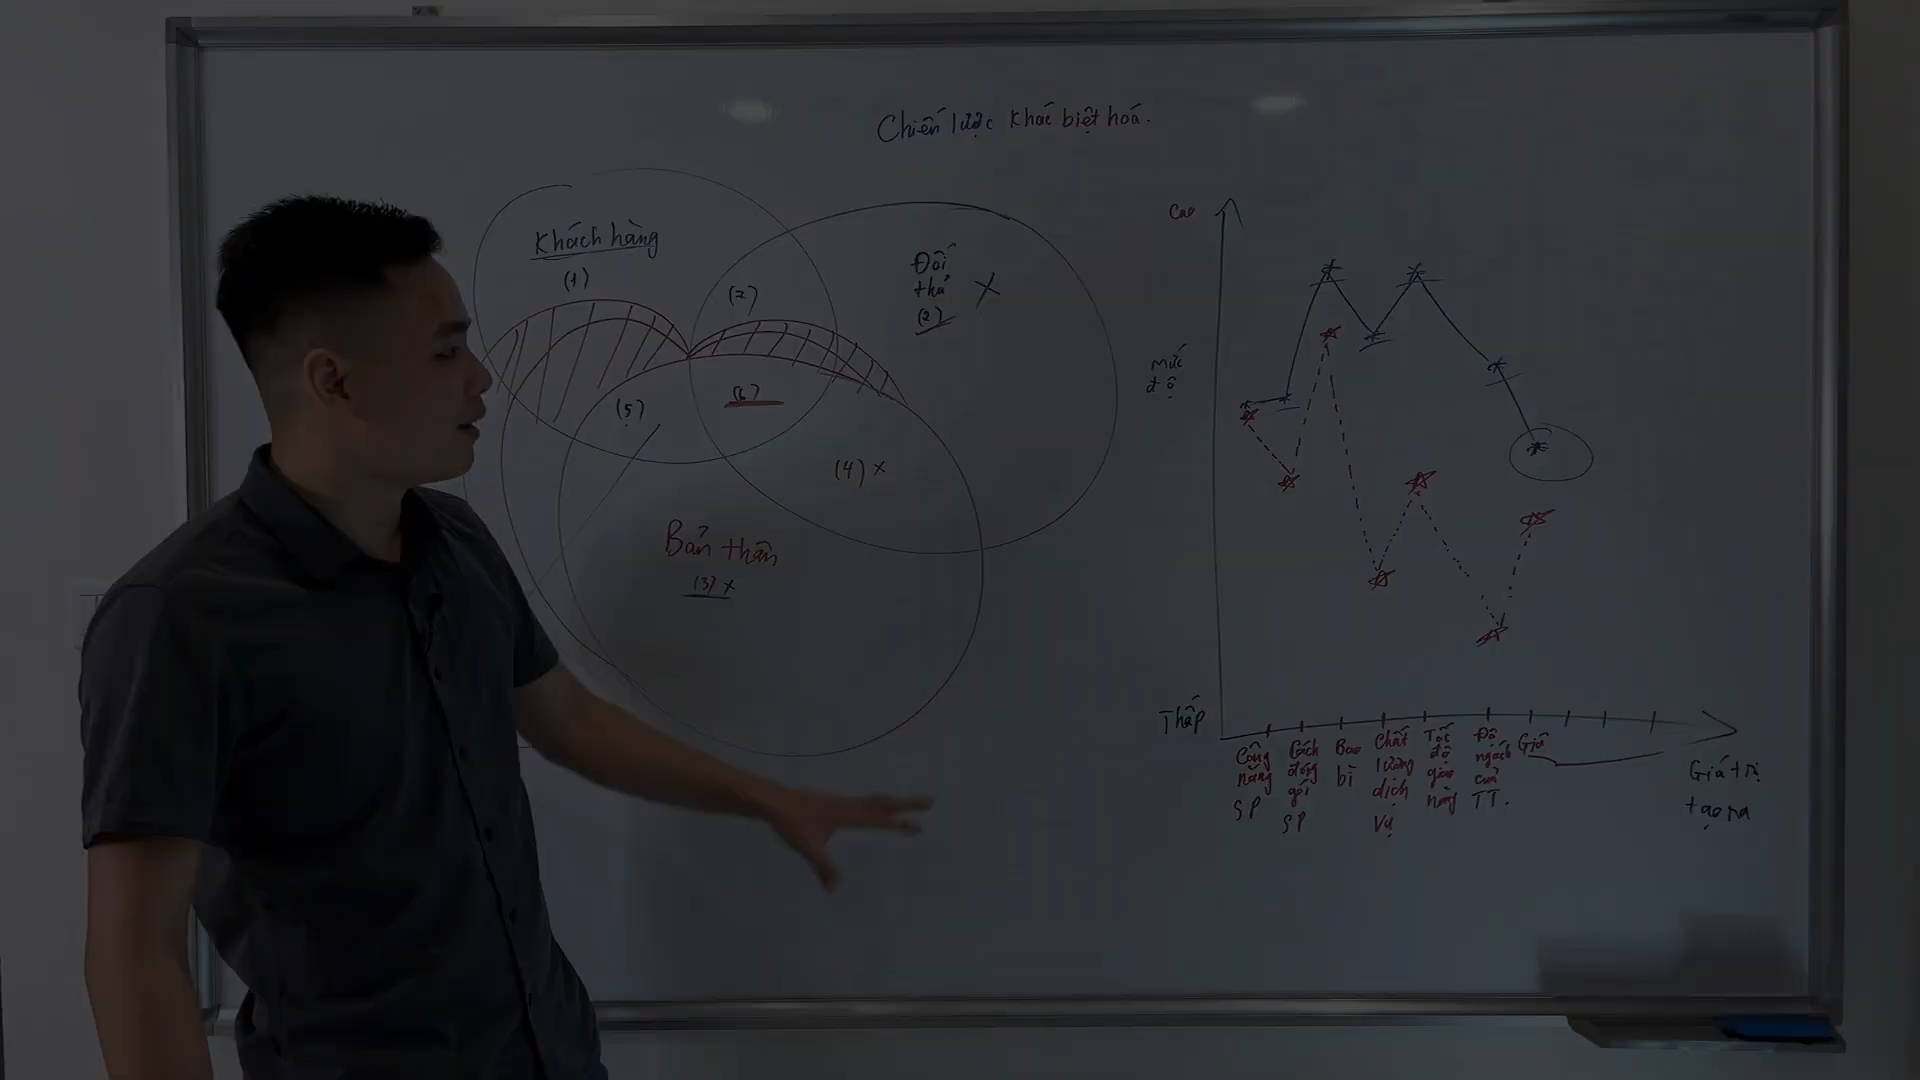 Chiến lược khác biệt hoá.
Khách hàng
(1)
(7)
Đối
thủ X
(2)
(5)
(6)
(4) x
Bản thân
(3) x
Cao
Mức
độ
Thấp
Công
năng
SP
Cách
đóng
gói
SP
Bao
bì
Chất
lượng
dịch
vụ
Tốc
độ
giao
hàng
Độ
ngách
của
TT.
Giá
Giá trị
tạo ra